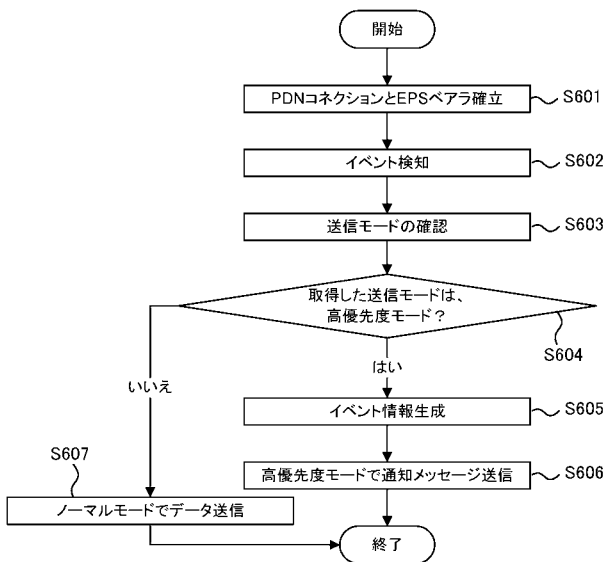 開始
PDNコネクションとEPSベアラ確立
S601
イベント検知
S602
送信モードの確認
S603
取得した送信モードは、
高優先度モード？
S604
はい
いいえ
イベント情報生成
S605
高優先度モードで通知メッセージ送信
S606
S607
ノーマルモードでデータ送信
終了